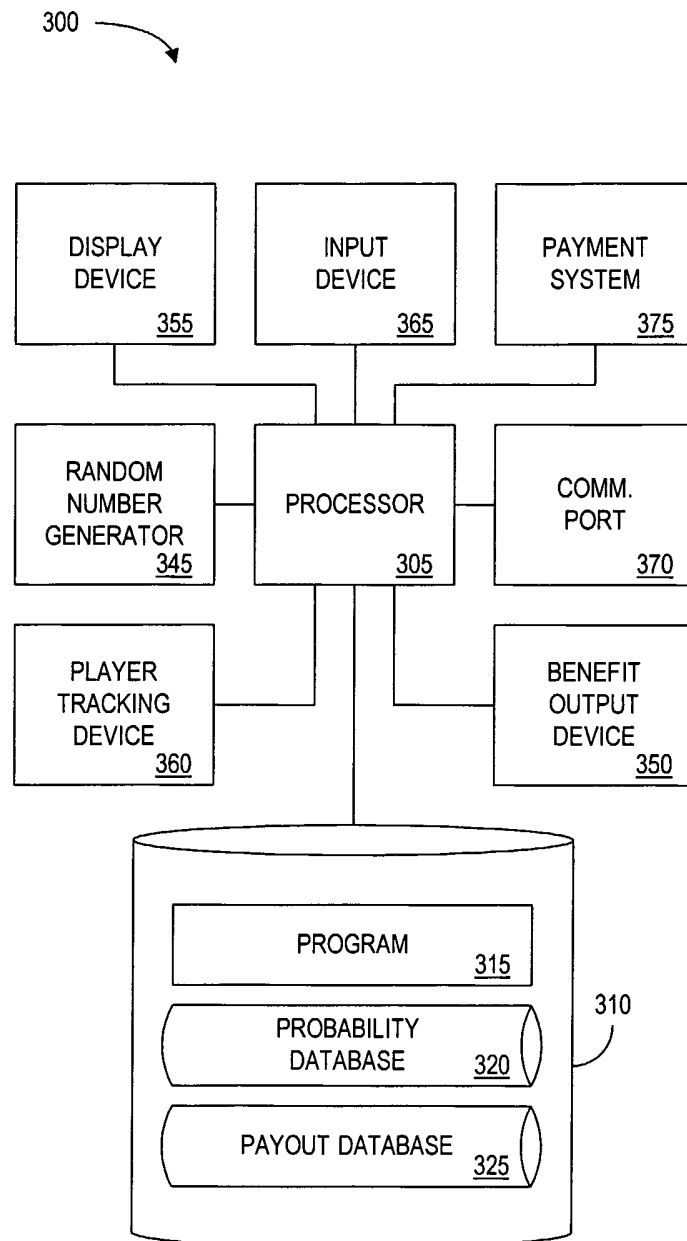 300
DISPLAY
DEVICE
355
INPUT
DEVICE
365
PAYMENT
SYSTEM
375
RANDOM
NUMBER
GENERATOR
345
PROCESSOR
305
COMM.
PORT
370
PLAYER
TRACKING
DEVICE
360
BENEFIT
OUTPUT
DEVICE
350
PROGRAM
315
310
PROBABILITY
DATABASE
320
PAYOUT DATABASE
325